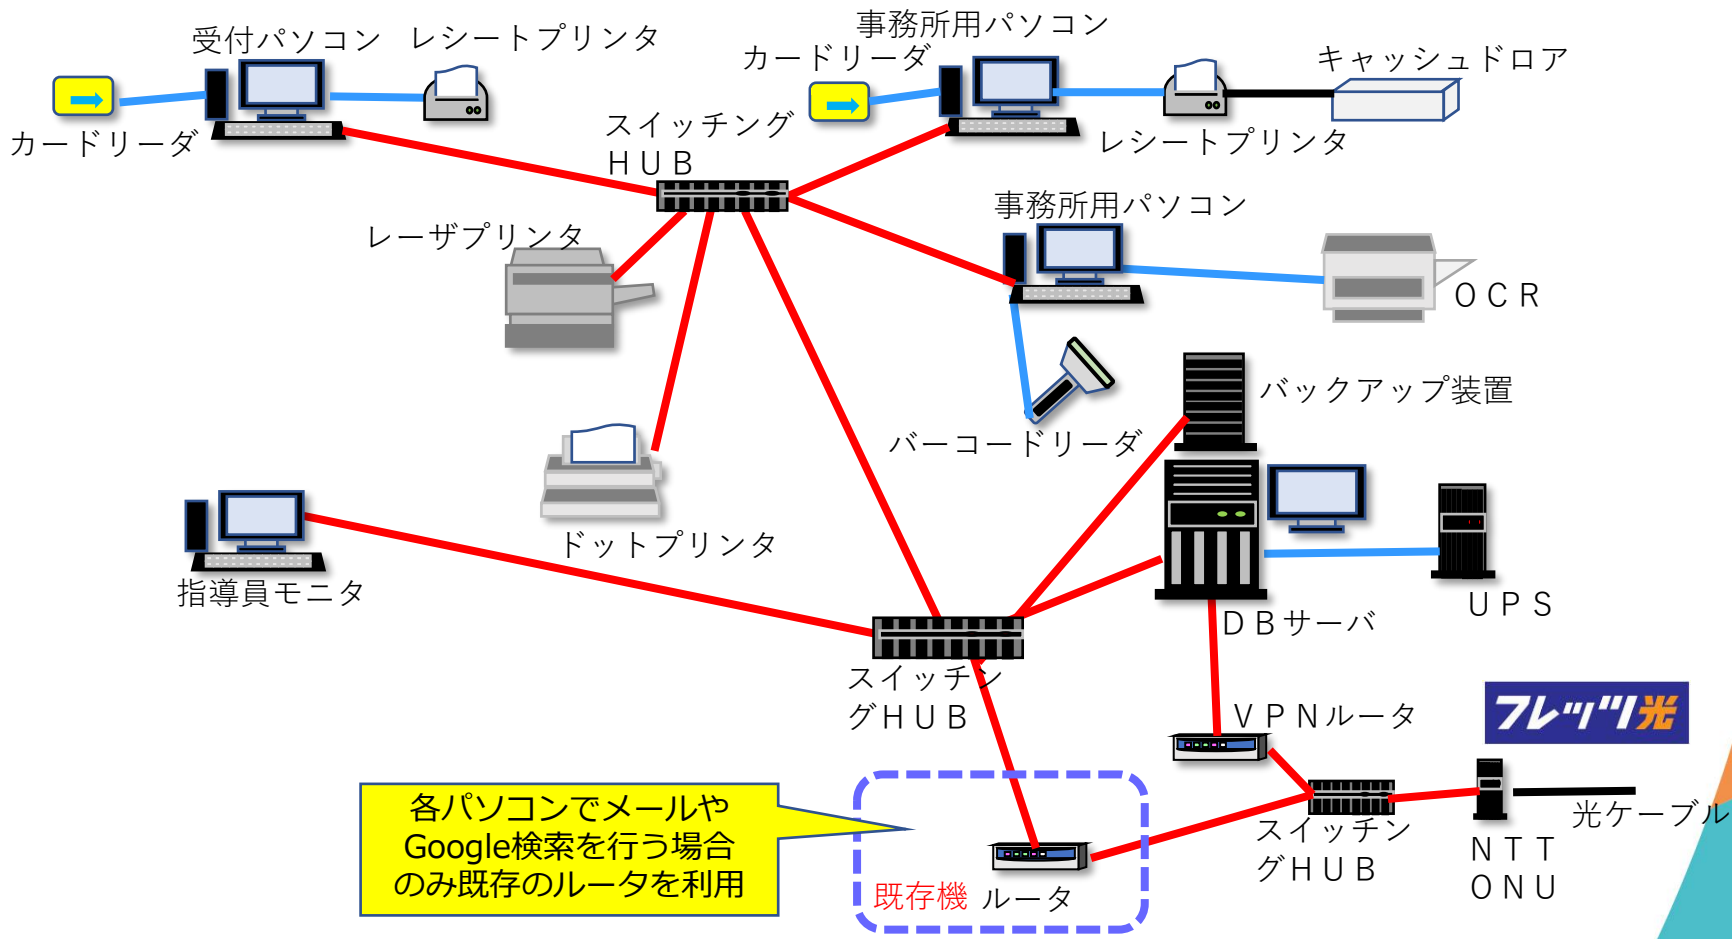 受付パソコン
レシートプリンタ
事務所用パソコン
カードリーダ
キャッシュドロア
カードリーダ
スイッチング
ＨＵＢ
レシートプリンタ
事務所用パソコン
レーザプリンタ
ＯＣＲ
バックアップ装置
バーコードリーダ
ドットプリンタ
指導員モニタ
ＤＢサーバ
ＵＰＳ
スイッチン
グＨＵＢ
ＶＰＮルータ
フレッツ光
各パソコンでメールや
Google検索を行う場合
のみ既存のルータを利用
既存機 ルータ
スイッチン
グＨＵＢ
光ケーブル
ＮＴＴ
ＯＮＵ